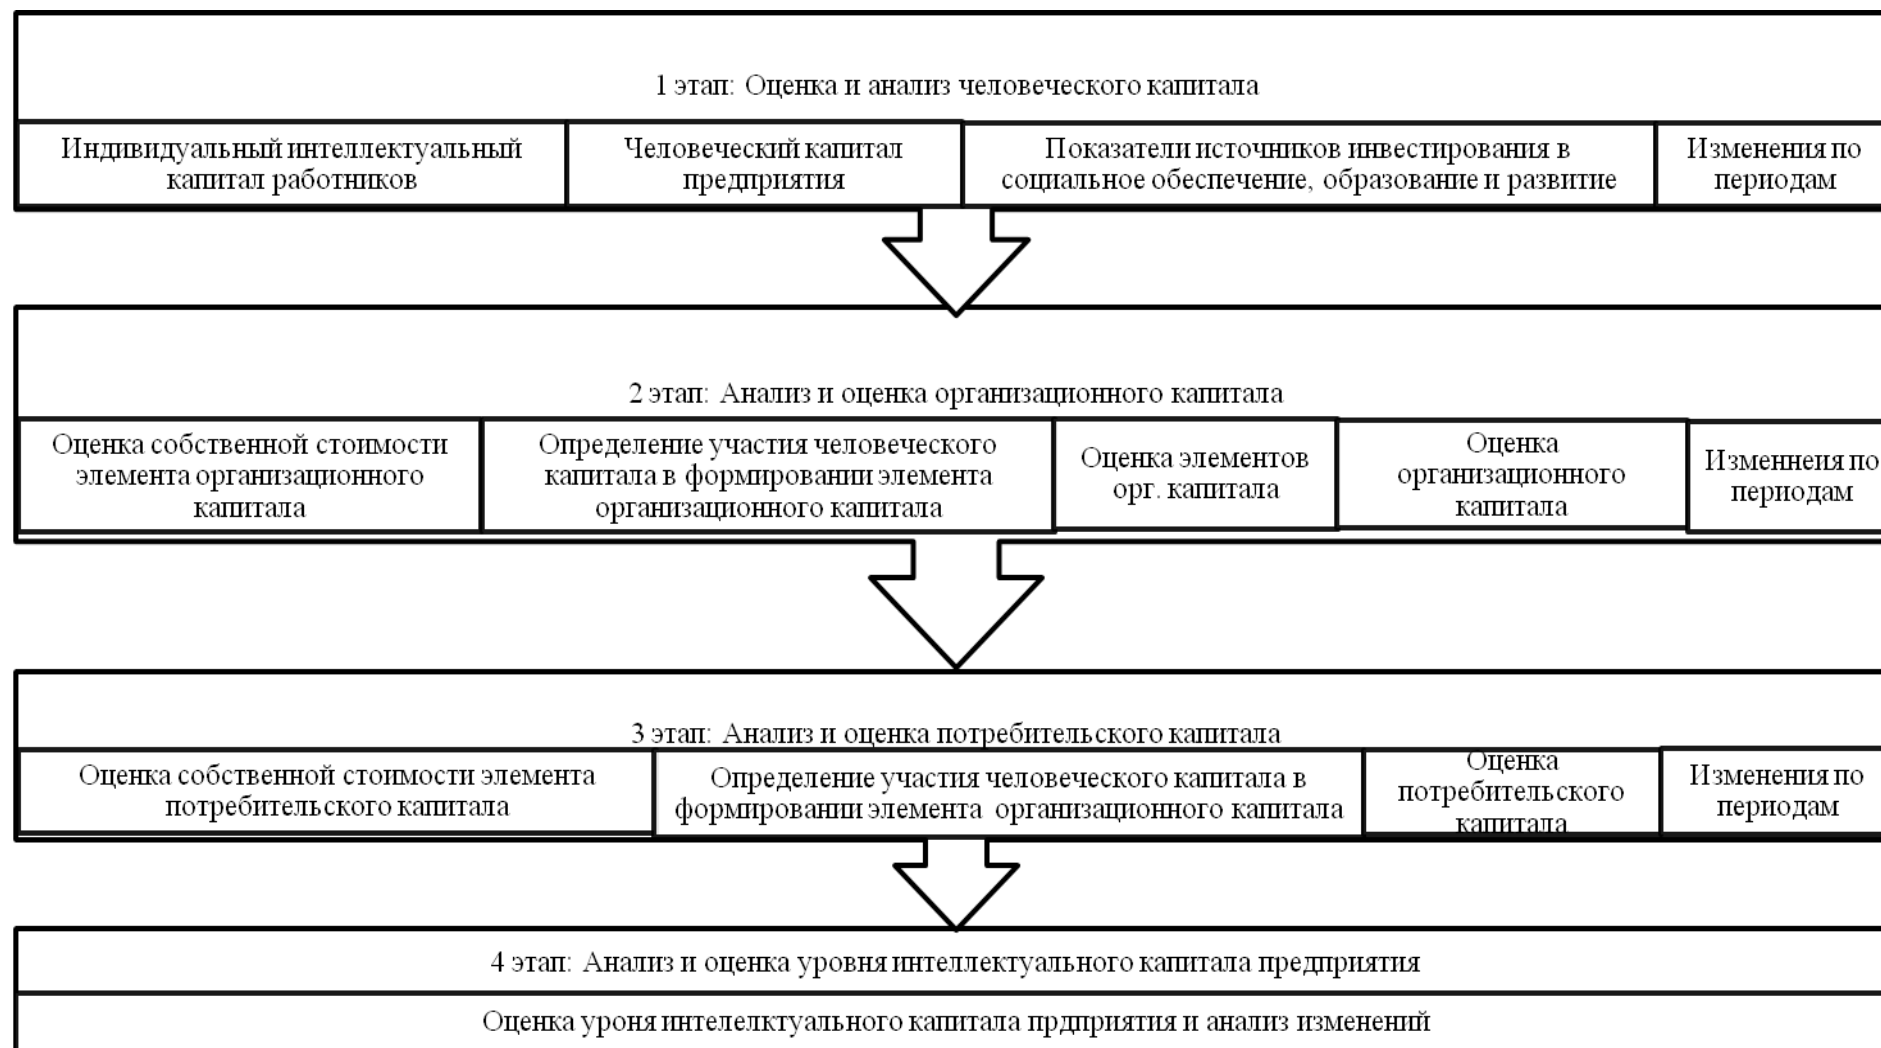 1 этап: Оценка и анализ человеческого капитала
Индивидуальный интеллектуальный
капитал работников
Человеческий капитал
предприятия
Показатели источников инвестирования в
социальное обеспечение, образование и развитие
Изменения по
периодам
2 этап: Анализ и оценка организационного капитала
Оценка собственной стоимости
элемента организационного
капитала
Определение участия человеческого
капитала в формировании элемента
организационного капитала
Оценка элементов
орг. капитала
Оценка
организационного
капитала
Изменнеия по
периодам
3 этап: Анализ и оценка потребительского капитала
Оценка собственной стоимости элемента
потребительского капитала
Определение участия человеческого капитала в
формировании элемента организационного капитала
Оценка
потребительского
капитала
Изменения по
периодам
4 этап: Анализ и оценка уровня интеллектуального капитала предприятия
Оценка уроня интелелктуального капитала прдприятия и анализ изменений